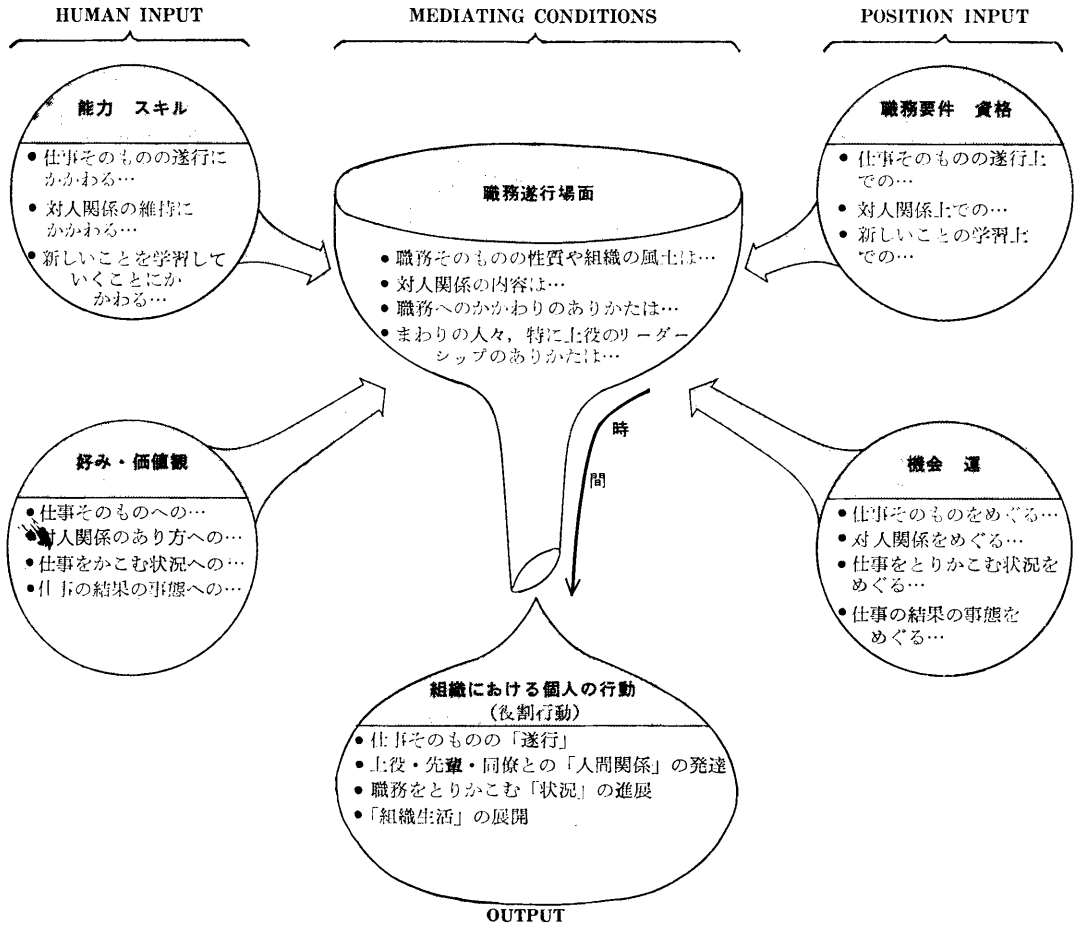 HUMAN INPUT
MEDIATING CONDITIONS
POSITION INPUT
能力 スキル
• 仕事そのものの遂行に
かかわる…
• 対人関係の維持に
かかわる…
• 新しいことを学習して
いくことにか
かわる…
職務遂行場面
• 職務そのものの性質や組織の風土は…
• 対人関係の内容は…
• 職務へのかかわりのありかたは…
• まわりの人々，特に上役のリーダー
シップのありかたは…
職務要件 資格
• 仕事そのものの遂行上
での…
• 対人関係上での…
• 新しいことの学習上
での…
好み・価値観
• 仕事そのものへの…
• 対人関係のあり方への…
• 仕事をかこむ状況への…
• 仕事の結果の事態への…
時
間
機会 運
• 仕事そのものをめぐる…
• 対人関係をめぐる…
• 仕事をとりかこむ状況を
めぐる…
• 仕事の結果の事態を
めぐる…
組織における個人の行動
(役割行動)
• 仕事そのものの「遂行」
• 上役・先輩・同僚との「人間関係」の発達
• 職務をとりかこむ「状況」の進展
• 「組織生活」の展開
OUTPUT